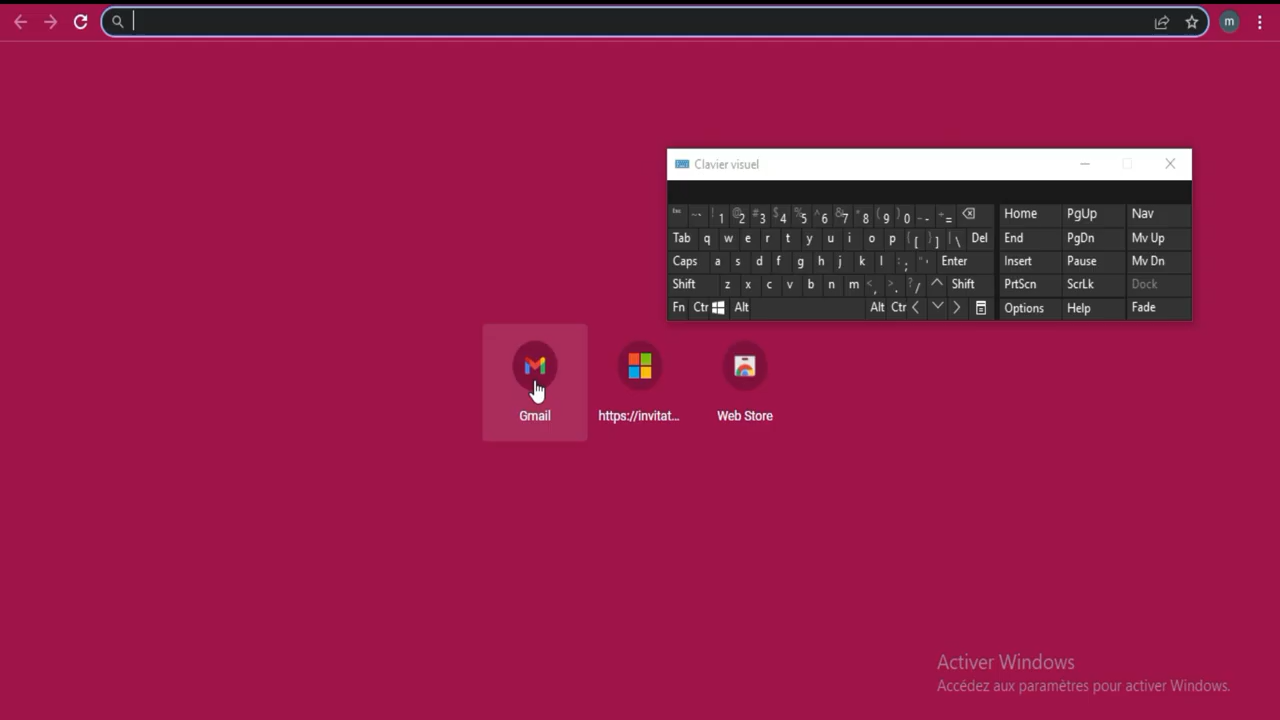 m
Clavier visuel
Esc ~ ` ! 1 @ 2 # 3 $ 4 % 5 ^ 6 & 7 * 8 ( 9 ) 0 _ - + = Home PgUp Nav
Tab q w e r t y u i o p { [ } ] | \ Del End PgDn Mv Up
Caps a s d f g h j k l : ; " ' Enter Insert Pause Mv Dn
Shift z x c v b n m < , > . ? / Shift PrtScn ScrLk Dock
Fn Ctr Alt Alt Ctr Options Help Fade
Gmail https://invitat... Web Store
Activer Windows
Accédez aux paramètres pour activer Windows.